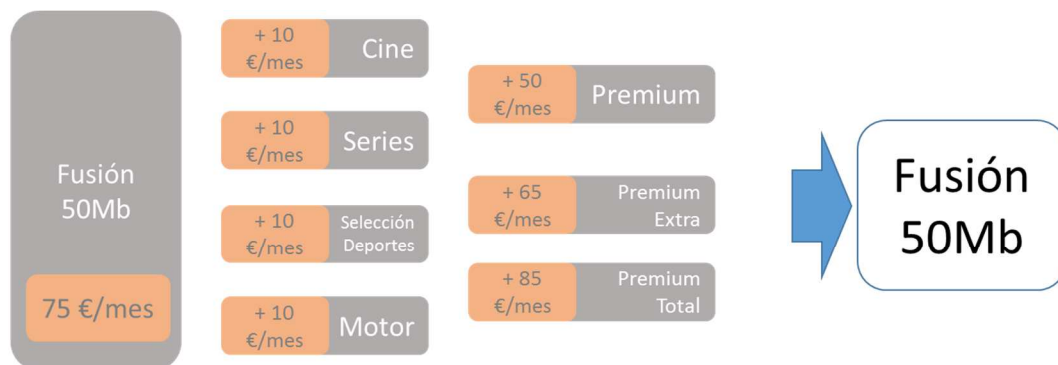 Fusión
50Mb
75 €/mes
+ 10
€/mes
Cine
+ 10
€/mes
Series
+ 10
€/mes
Selección
Deportes
+ 10
€/mes
Motor
+ 50
€/mes
Premium
+ 65
€/mes
Premium
Extra
+ 85
€/mes
Premium
Total
Fusión
50Mb